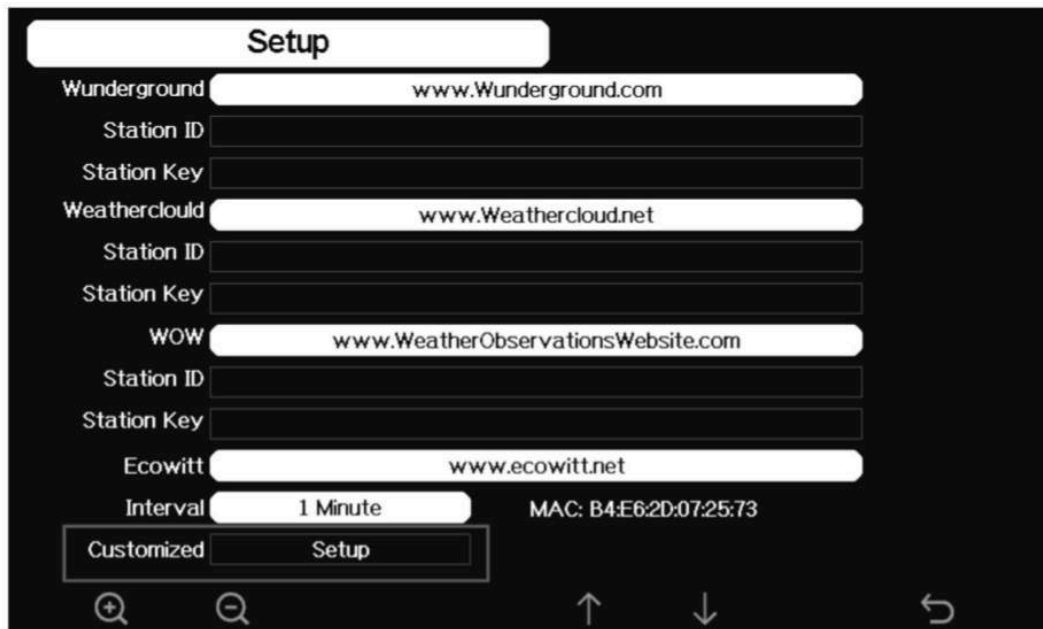 Setup
Wunderground www.Wunderground.com
Station ID
Station Key
Weatherclould www.Weathercloud.net
Station ID
Station Key
WOW www.WeatherObservationsWebsite.com
Station ID
Station Key
Ecowitt www.ecowitt.net
Interval 1 Minute MAC: B4:E6:2D:07:25:73
Customized Setup